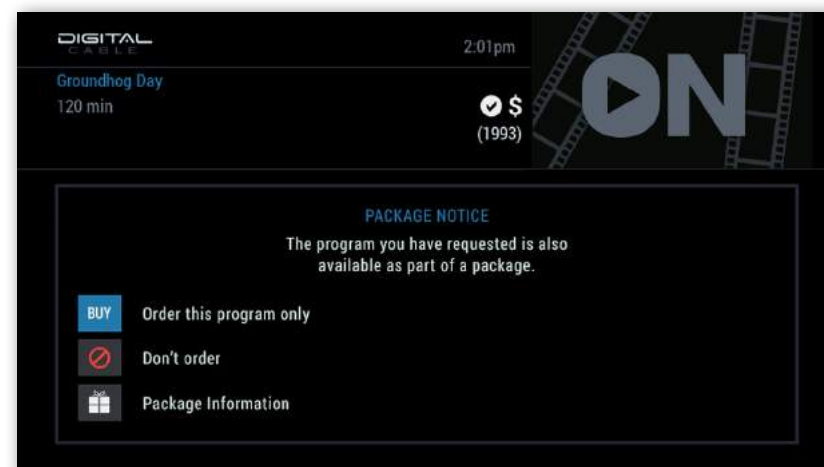 DIGITAL
CABLE
2:01pm
ON
Groundhog Day
120 min
$
(1993)
PACKAGE NOTICE
The program you have requested is also
available as part of a package.
BUY Order this program only
Don't order
Package Information